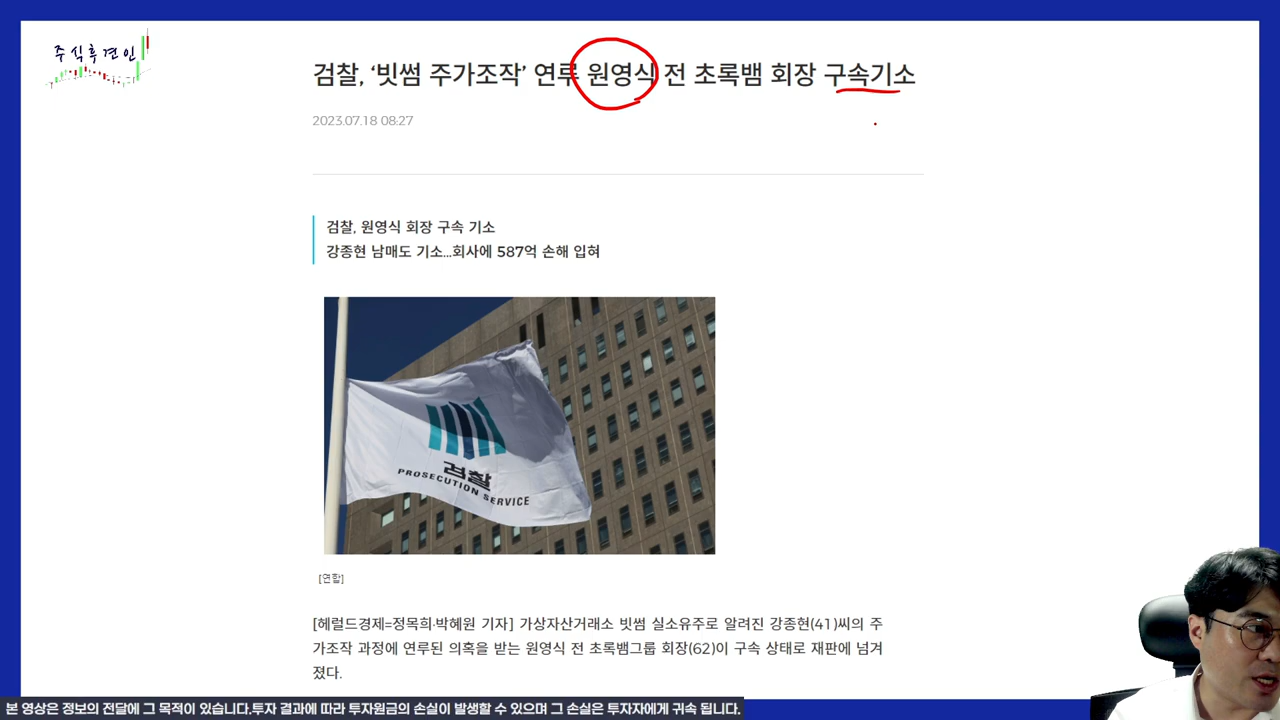 주식후견인
검찰, ‘빗썸 주가조작’ 연루 원영식 전 초록뱀 회장 구속기소
2023.07.18 08:27
검찰, 원영식 회장 구속 기소
강종현 남매도 기소...회사에 587억 손해 입혀
검찰
PROSECUTION SERVICE
[연합]
[헤럴드경제=정목희·박혜원 기자] 가상자산거래소 빗썸 실소유주로 알려진 강종현(41)씨의 주
가조작 과정에 연루된 의혹을 받는 원영식 전 초록뱀그룹 회장(62)이 구속 상태로 재판에 넘겨
졌다.
본 영상은 정보의 전달에 그 목적이 있습니다.투자 결과에 따라 투자원금의 손실이 발생할 수 있으며 그 손실은 투자자에게 귀속 됩니다.